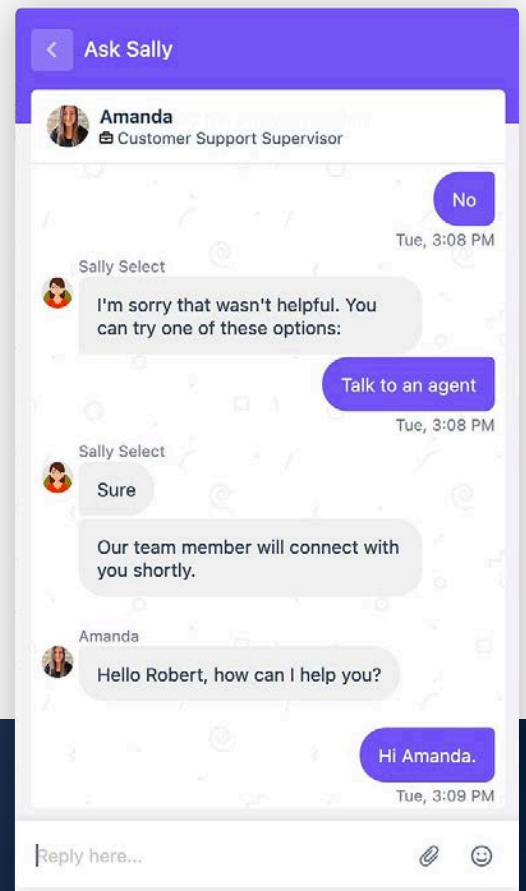 Ask Sally
Amanda
Customer Support Supervisor
No
Tue, 3:08 PM
Sally Select
I'm sorry that wasn't helpful. You
can try one of these options:
Talk to an agent
Tue, 3:08 PM
Sally Select
Sure
Our team member will connect with
you shortly.
Amanda
Hello Robert, how can I help you?
Hi Amanda.
Tue, 3:09 PM
Reply here...